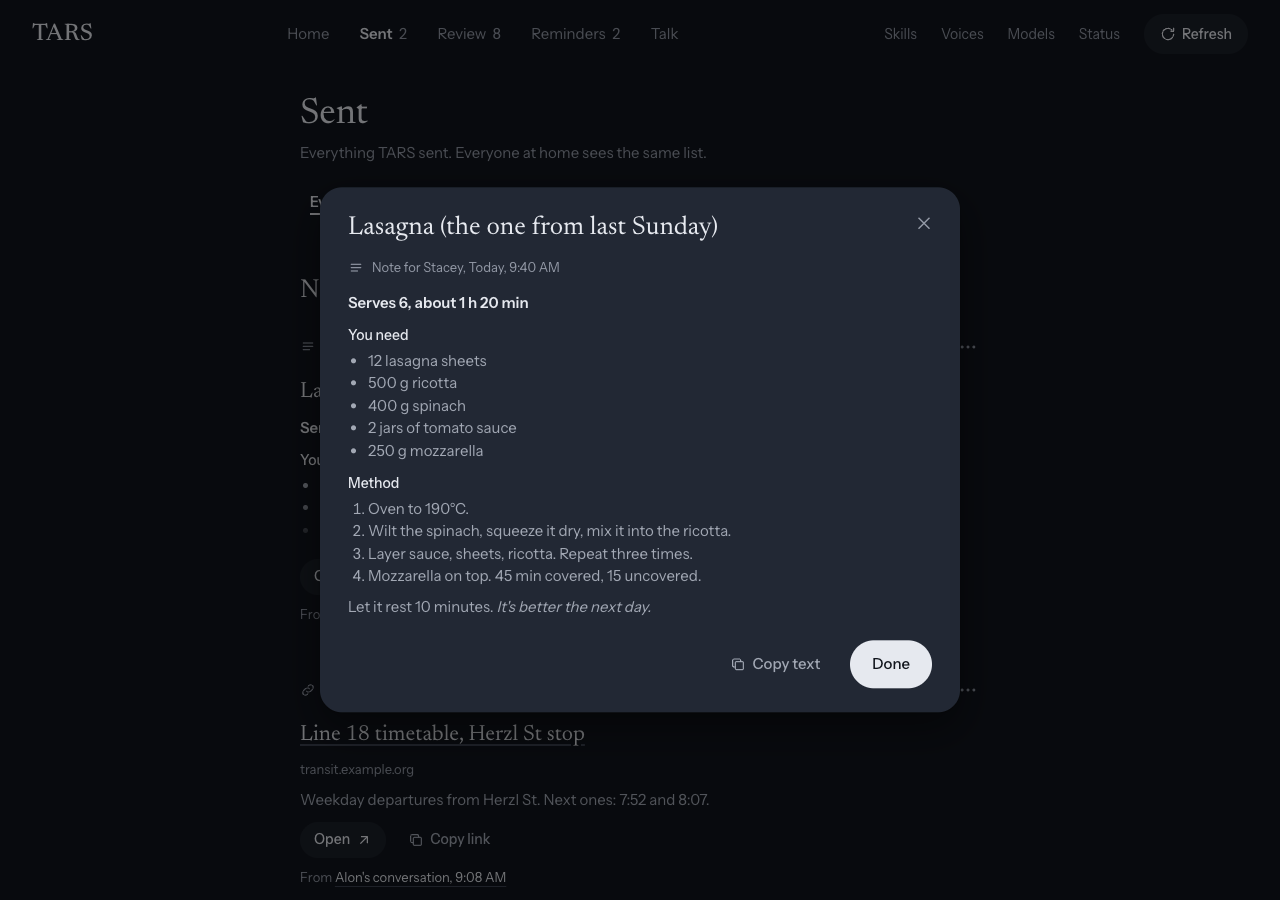 TARS
Home
Sent 2
Review 8
Reminders 2
Talk
Skills
Voices
Models
Status
Refresh
Sent
Everything TARS sent. Everyone at home sees the same list.
Lasagna (the one from last Sunday)
Note for Stacey, Today, 9:40 AM
Serves 6, about 1 h 20 min
You need
• 12 lasagna sheets
• 500 g ricotta
• 400 g spinach
• 2 jars of tomato sauce
• 250 g mozzarella
Method
1. Oven to 190°C.
2. Wilt the spinach, squeeze it dry, mix it into the ricotta.
3. Layer sauce, sheets, ricotta. Repeat three times.
4. Mozzarella on top. 45 min covered, 15 uncovered.
Let it rest 10 minutes. It's better the next day.
Copy text
Done
Line 18 timetable, Herzl St stop
transit.example.org
Weekday departures from Herzl St. Next ones: 7:52 and 8:07.
Open
Copy link
From Alon's conversation, 9:08 AM